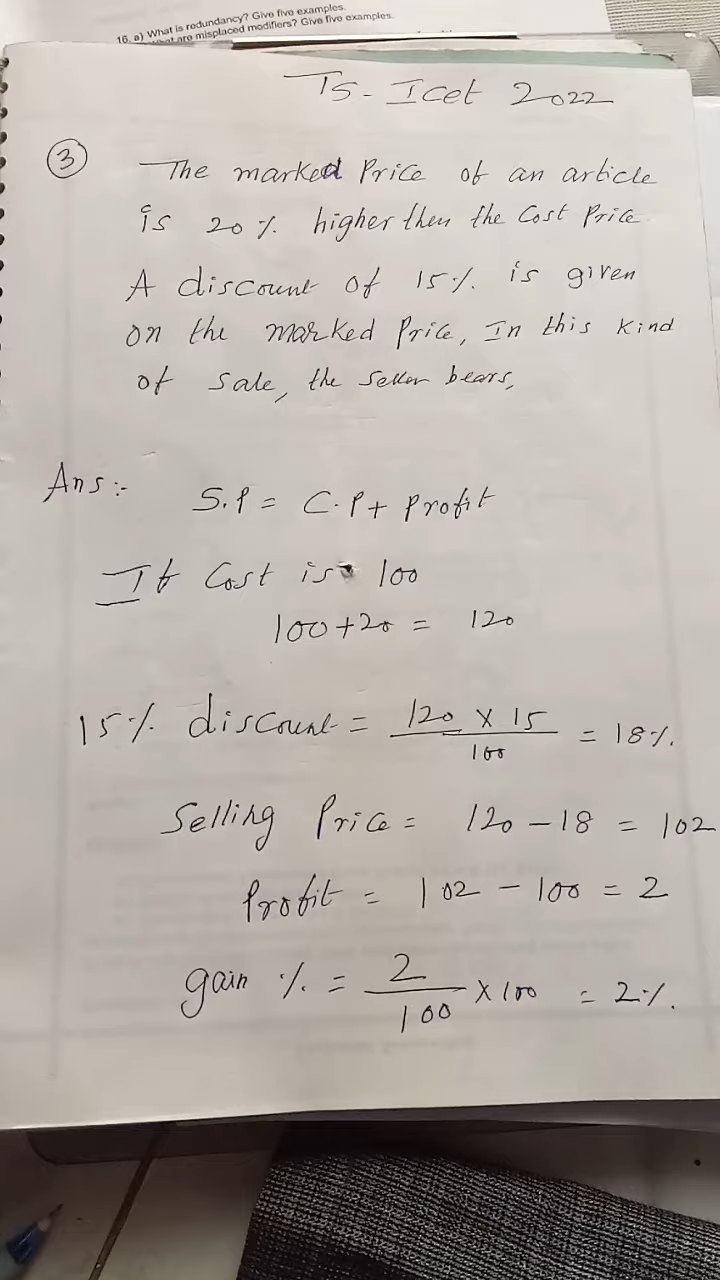 16. a) What is redundancy? Give five examples.
are misplaced modifiers? Give five examples.
TS - Icet 2022
3 The marked Price of an article
is 20 % higher then the Cost Price.
A discount of 15 % is given
on the marked Price, In this Kind
of sale, the seller bears,
Ans :- S.P = C.P + Profit
If Cost is 100
100 + 20 = 120
15 % discount = 120 X 15 / 100 = 18 %.
Selling Price = 120 - 18 = 102
Profit = 102 - 100 = 2
gain % = 2 / 100 X 100 = 2 %.